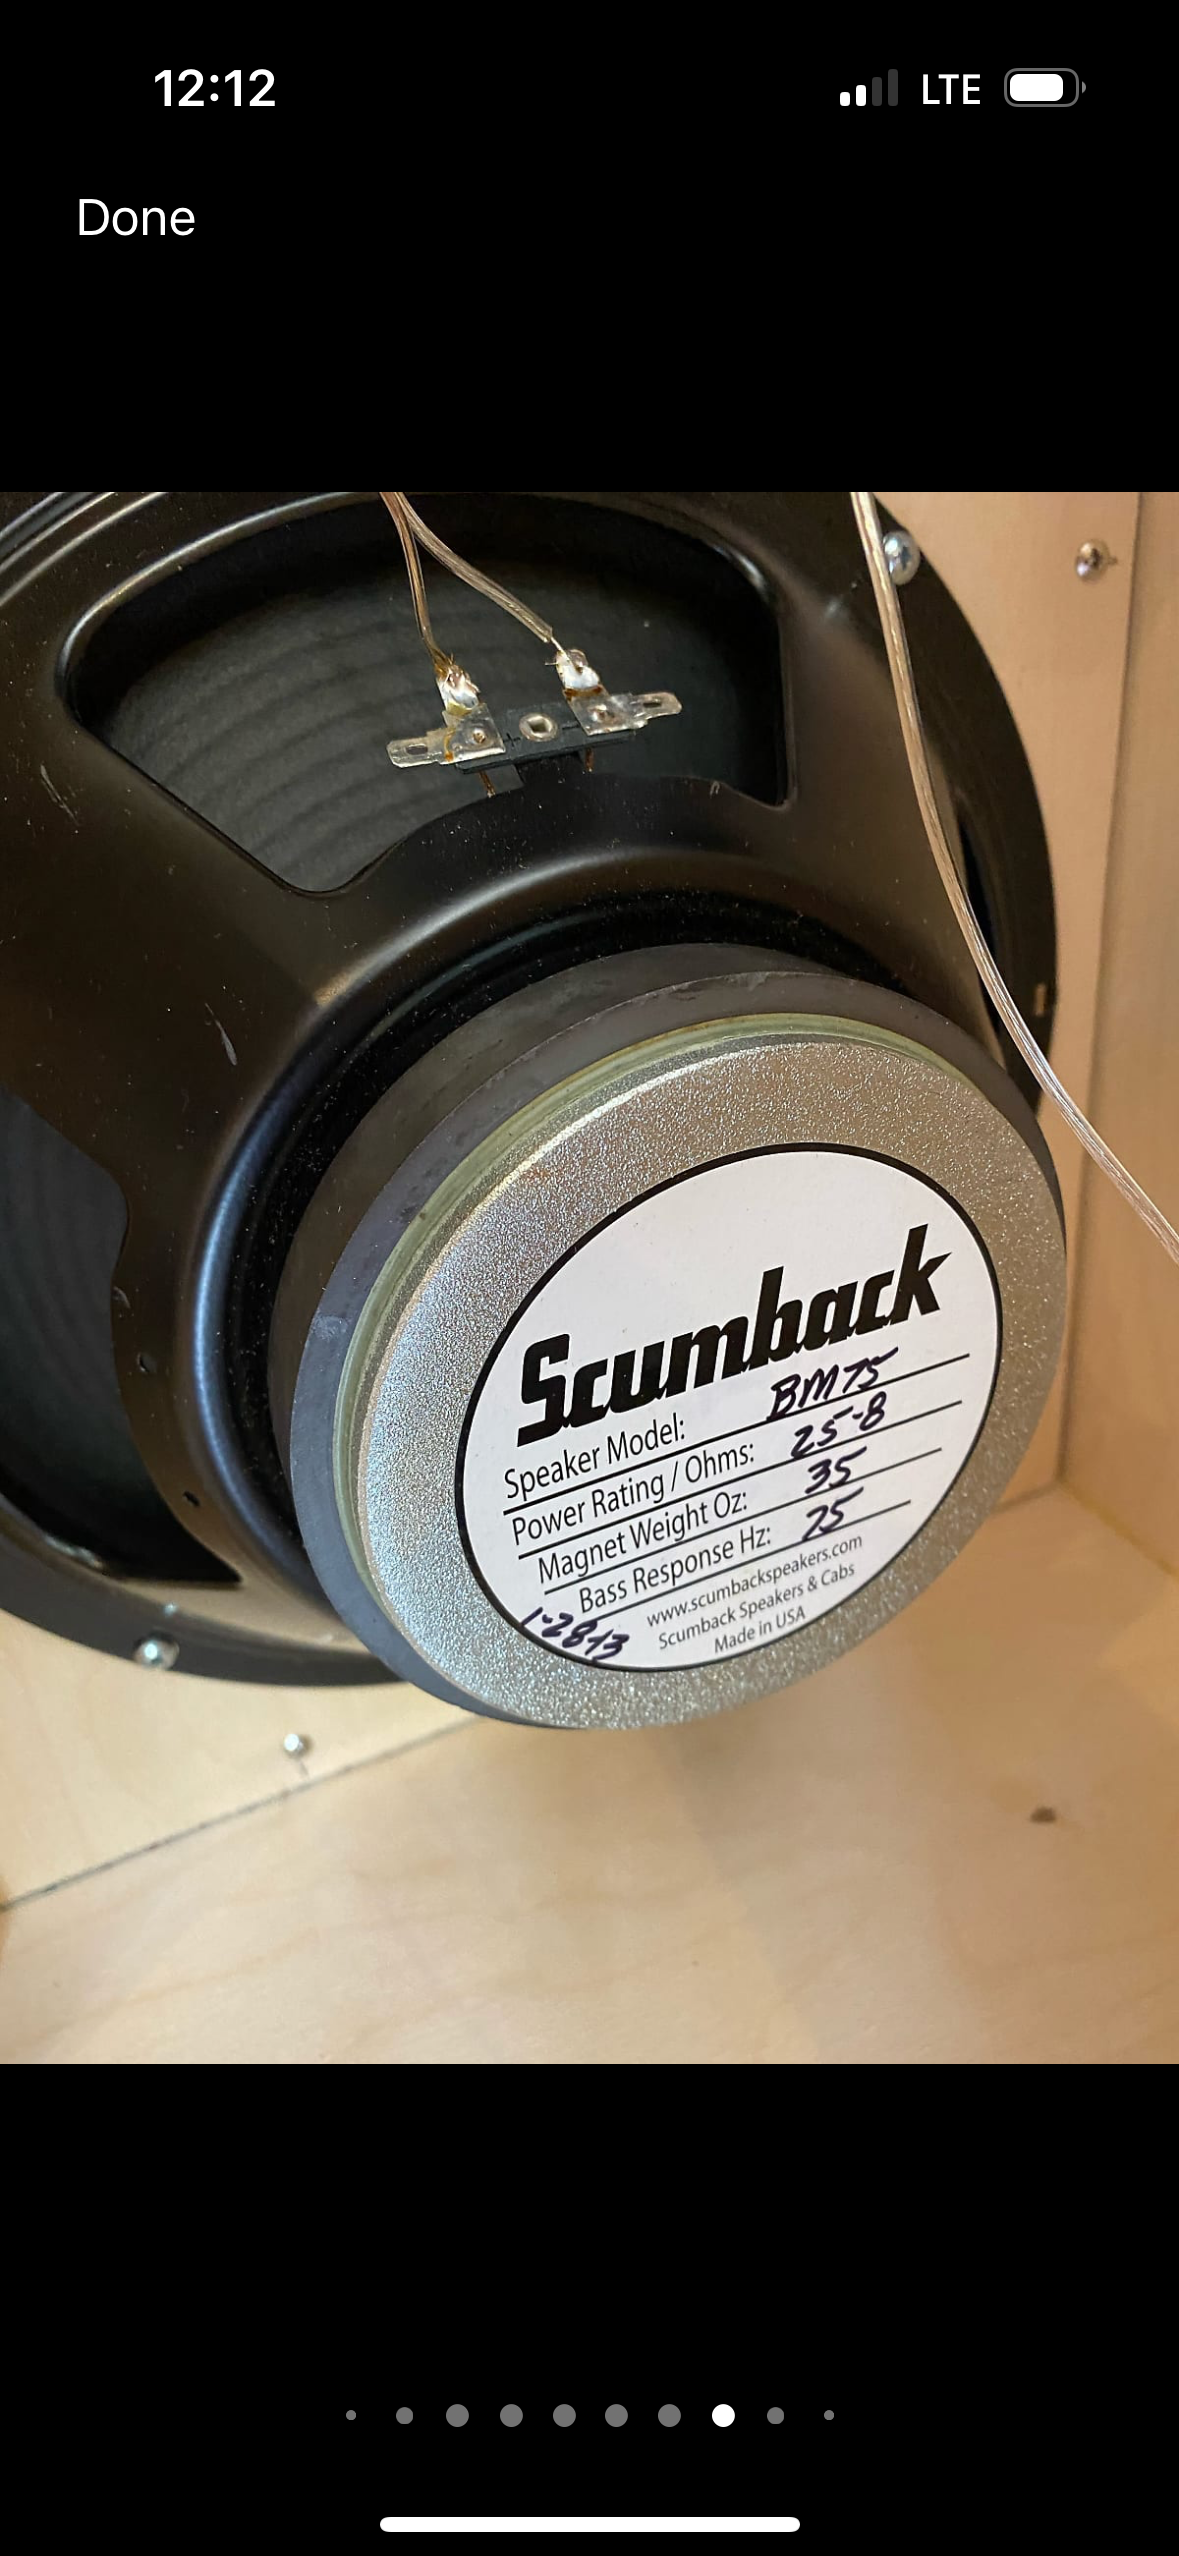 12:12
LTE
Done
Scumback
Speaker Model: BM75
Power Rating / Ohms: 25-8
Magnet Weight Oz: 35
Bass Response Hz: 75
1-28-13
www.scumbackspeakers.com
Scumback Speakers & Cabs
Made in USA